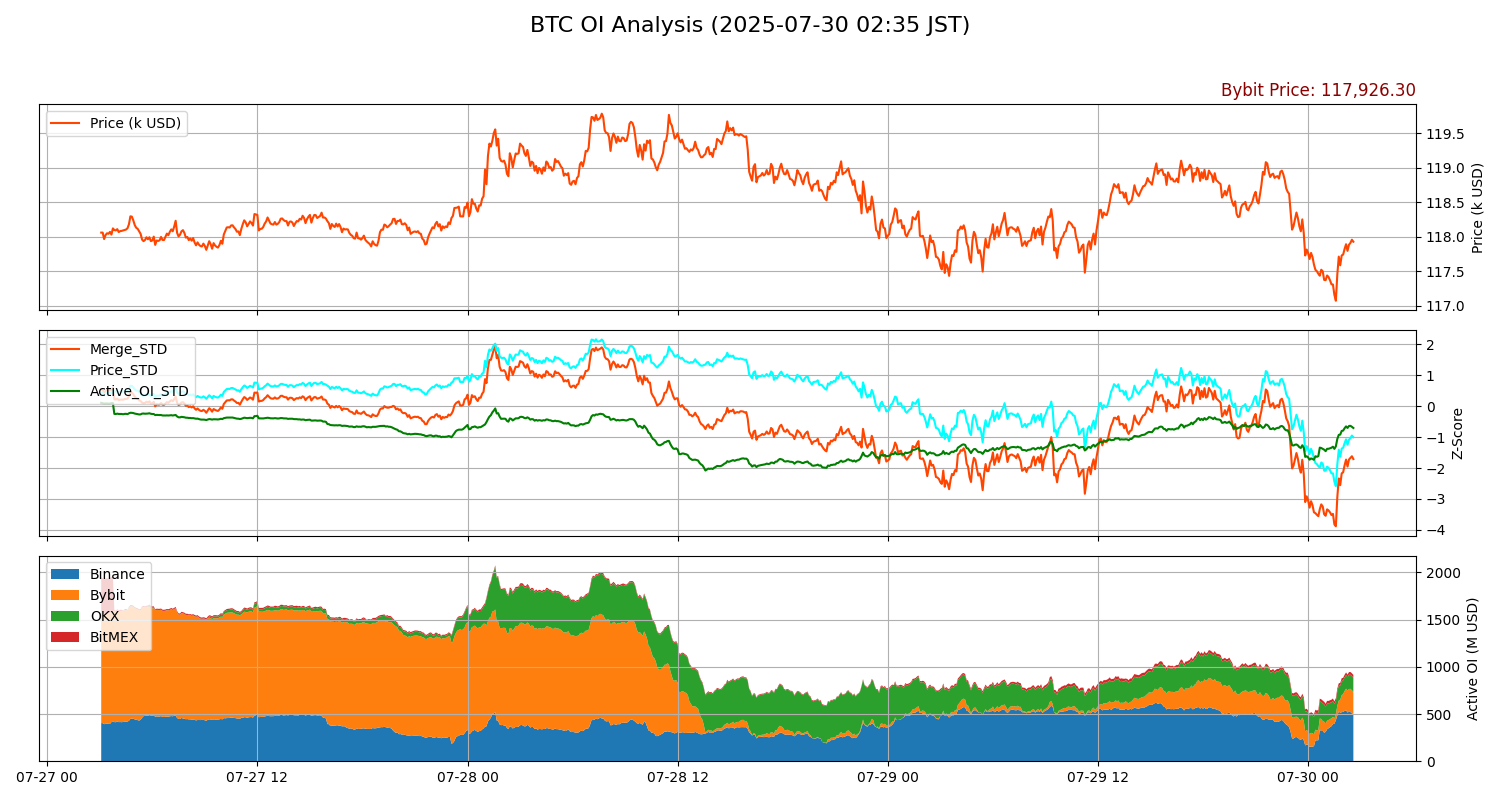 BTC OI Analysis (2025-07-30 02:35 JST)
Bybit Price: 117,926.30
Price (k USD)
119.5
119.0
118.5
118.0
117.5
117.0
Price (k USD)
Merge_STD
Price_STD
Active_OI_STD
2
1
0
−1
−2
−3
−4
Z-Score
Binance
Bybit
OKX
BitMEX
2000
1500
1000
500
0
Active OI (M USD)
07-27 00
07-27 12
07-28 00
07-28 12
07-29 00
07-29 12
07-30 00